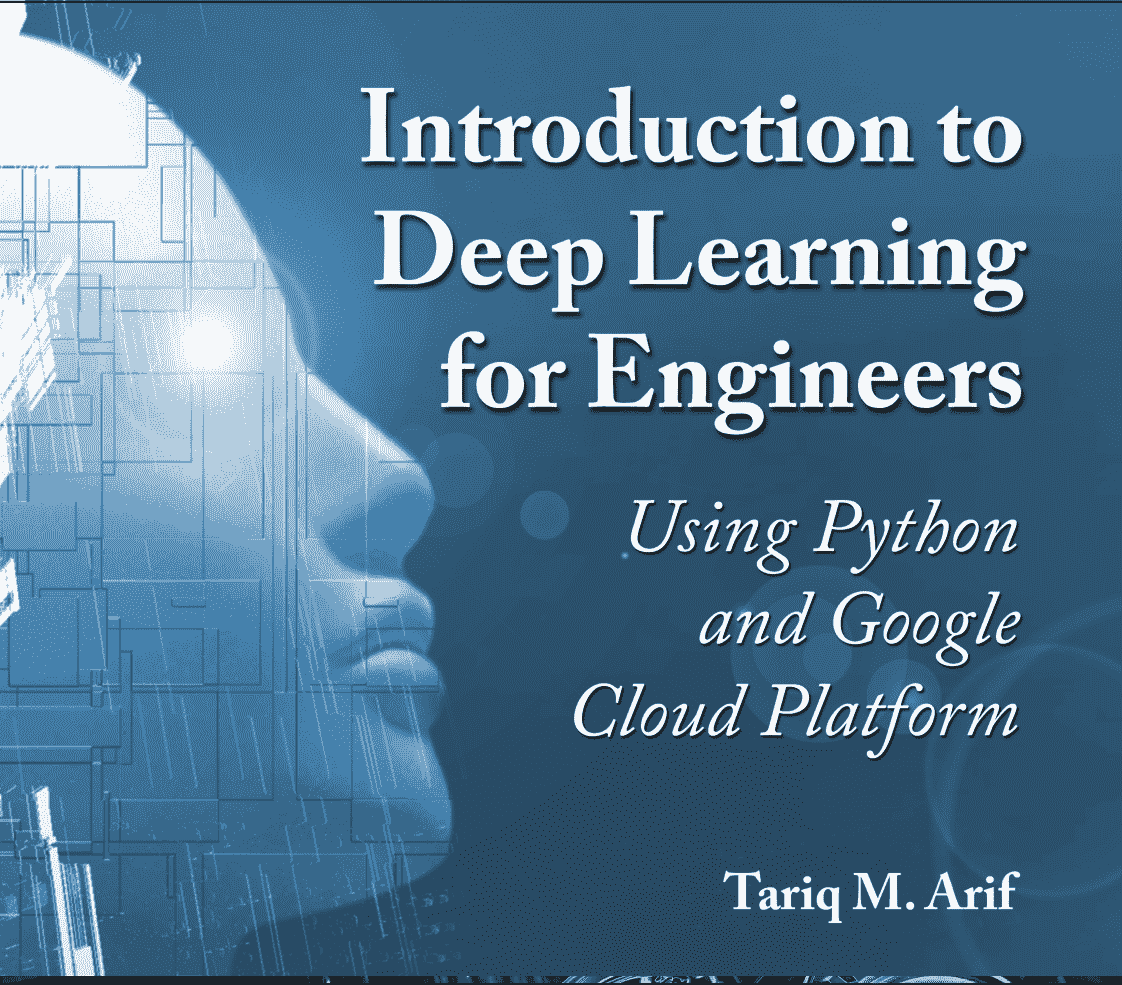 Introduction to
Deep Learning
for Engineers
Using Python
and Google
Cloud Platform
Tariq M. Arif